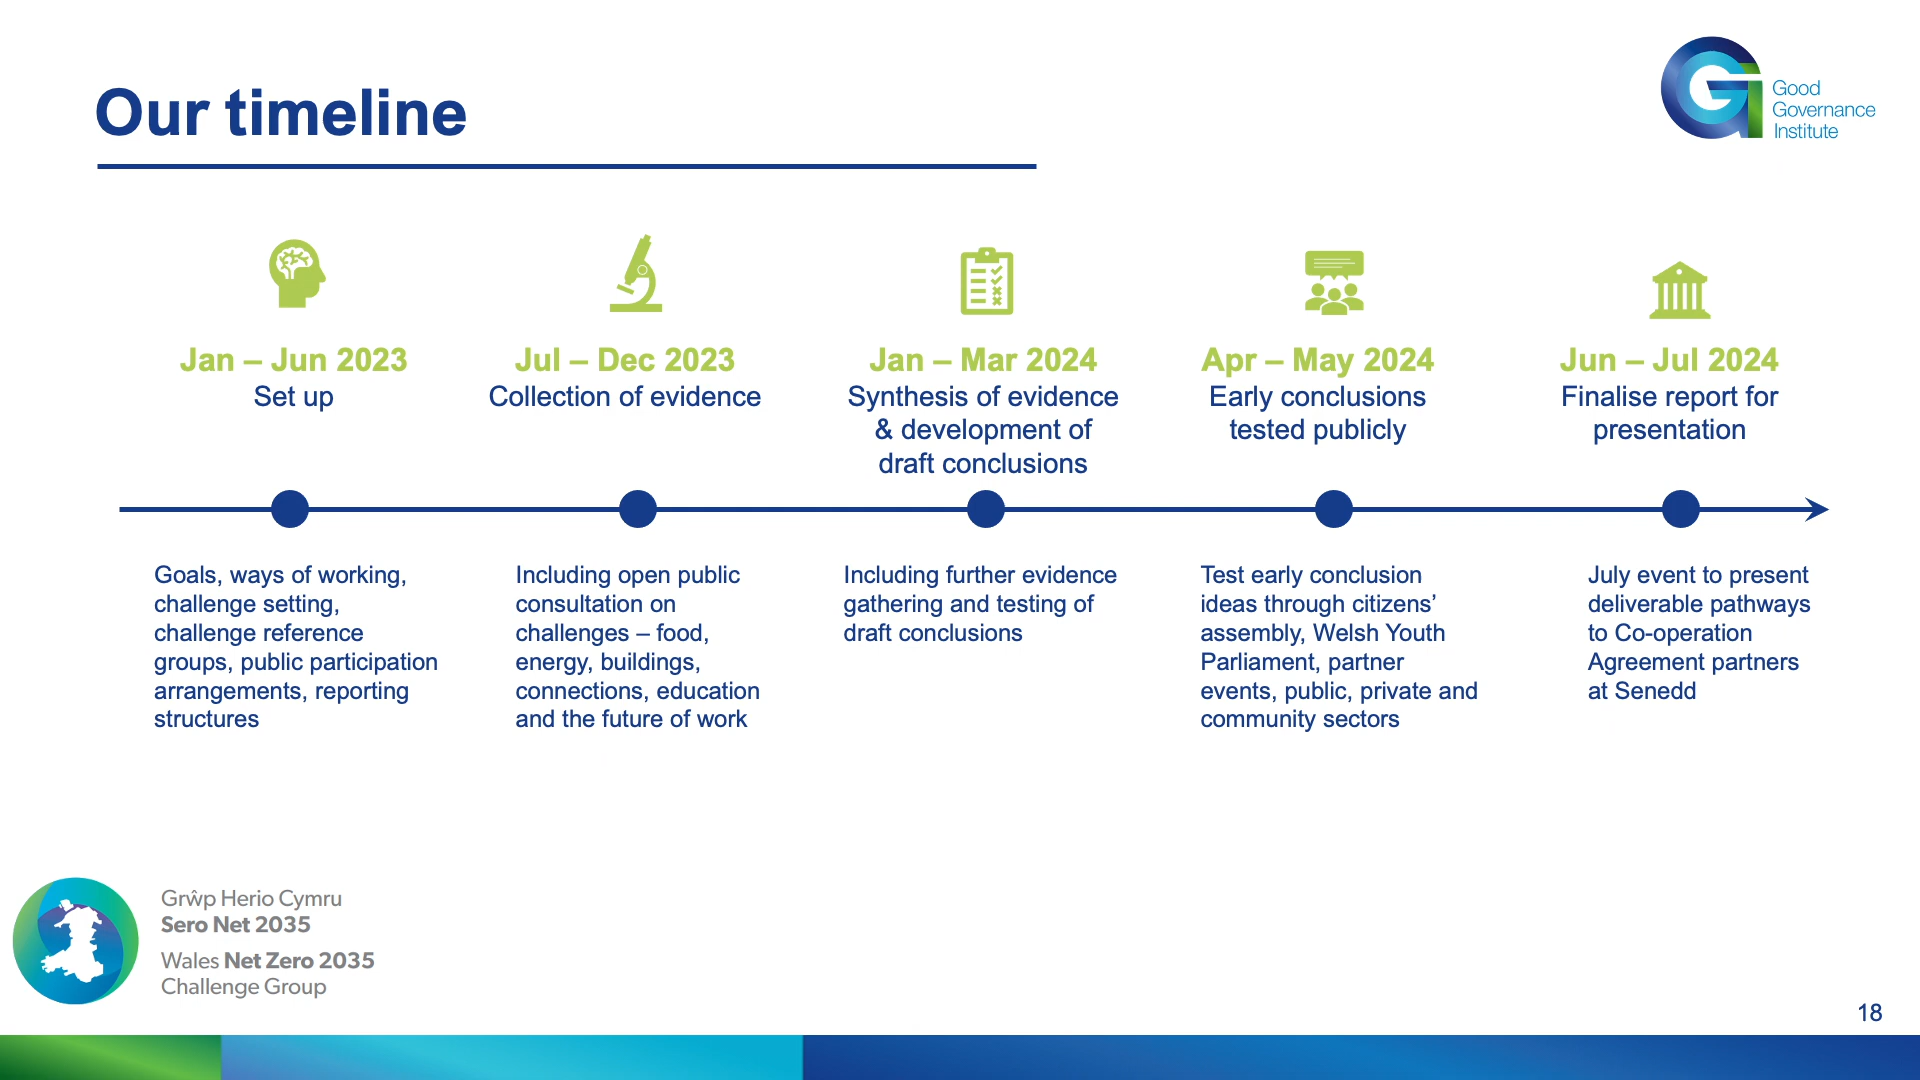 Our timeline
Good
Governance
Institute
Jan – Jun 2023
Set up
Jul – Dec 2023
Collection of evidence
Jan – Mar 2024
Synthesis of evidence
& development of
draft conclusions
Apr – May 2024
Early conclusions
tested publicly
Jun – Jul 2024
Finalise report for
presentation
Goals, ways of working,
challenge setting,
challenge reference
groups, public participation
arrangements, reporting
structures
Including open public
consultation on
challenges – food,
energy, buildings,
connections, education
and the future of work
Including further evidence
gathering and testing of
draft conclusions
Test early conclusion
ideas through citizens’
assembly, Welsh Youth
Parliament, partner
events, public, private and
community sectors
July event to present
deliverable pathways
to Co-operation
Agreement partners
at Senedd
Grŵp Herio Cymru
Sero Net 2035
Wales Net Zero 2035
Challenge Group
18